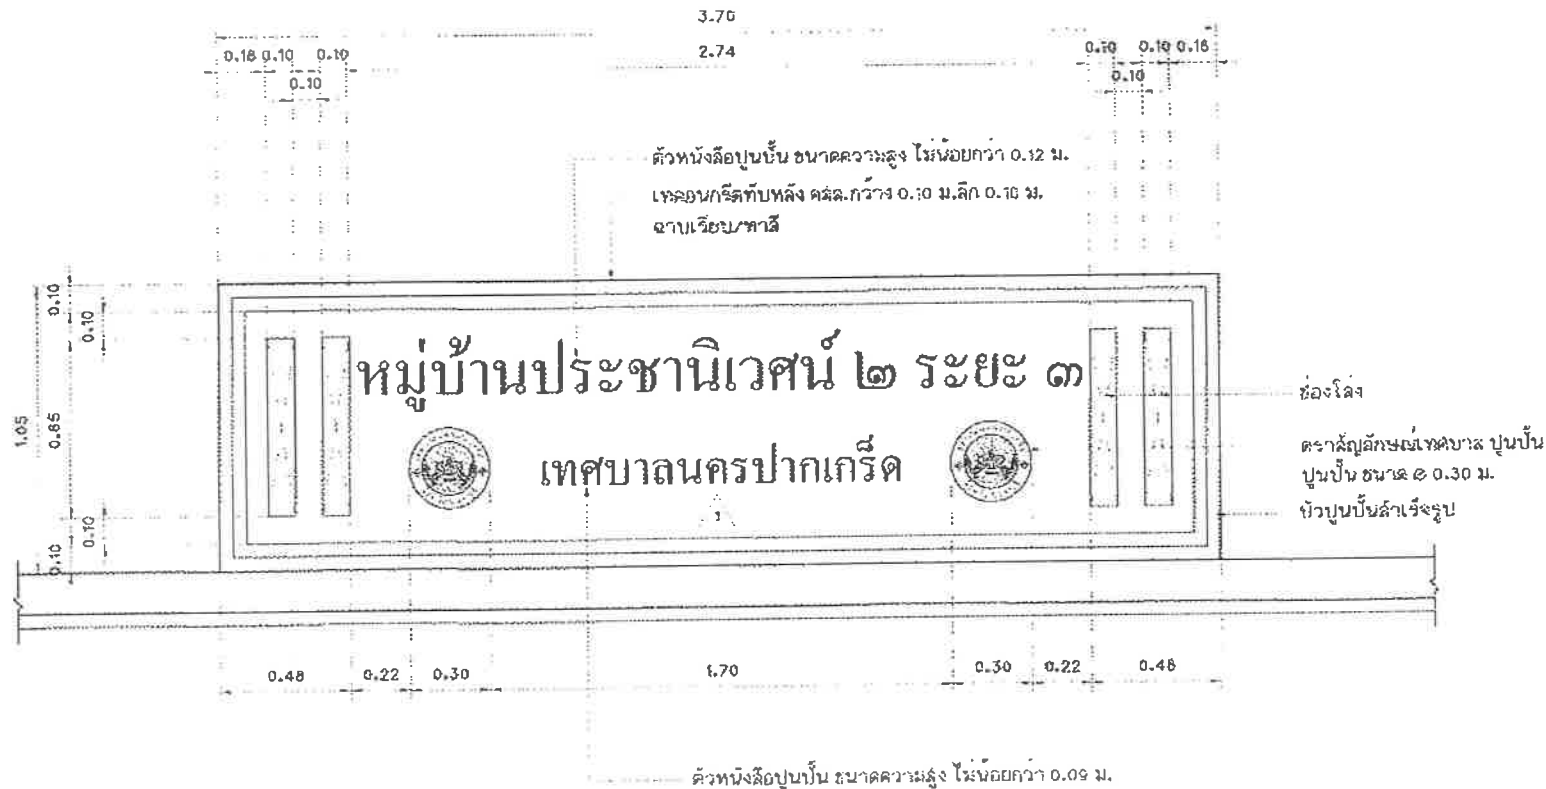 3.70
2.74
0.18 0.10 0.10
0.10
0.10 0.10 0.18
0.10
ตัวหนังสือปูนปั้น ขนาดความสูง ไม่น้อยกว่า 0.12 ม.
เทคอนกรีตทับหลัง คสล.กว้าง 0.10 ม.ลึก 0.10 ม.
ฉาบเรียบ/ทาสี
0.10
0.10
1.05
0.85
0.10
0.10
หมู่บ้านประชานิเวศน์ ๒ ระยะ ๓
เทศบาลนครปากเกร็ด
ช่องโล่ง
ตราสัญลักษณ์เทศบาล ปูนปั้น
ปูนปั้น ขนาด Ø 0.30 ม.
บัวปูนปั้นสำเร็จรูป
0.48 0.22 0.30 1.70 0.30 0.22 0.48
ตัวหนังสือปูนปั้น ขนาดความสูง ไม่น้อยกว่า 0.09 ม.